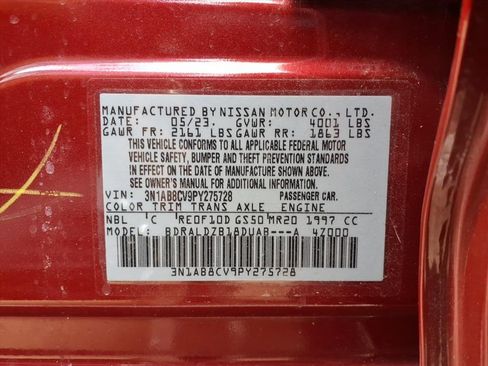 MANUFACTURED BY NISSAN MOTOR CO., LTD.
DATE: 05/23. GVWR: 4001 LBS
GAWR FR: 2161 LBS GAWR RR: 1863 LBS
THIS VEHICLE CONFORMS TO ALL APPLICABLE FEDERAL MOTOR
VEHICLE SAFETY, BUMPER AND THEFT PREVENTION STANDARDS
IN EFFECT ON THE DATE OF MANUFACTURE SHOWN ABOVE.
SEE OWNER'S MANUAL FOR ADDITIONAL INFORMATION.
VIN: 3N1AB8CV9PY275728
COLOR TRIM TRANS AXLE ENGINE
NBL C RE0F10D GS50 MR20 1997 CC
MODEL: BDRALDZB18DUAB---A 47000
3N1AB8CV9PY275728